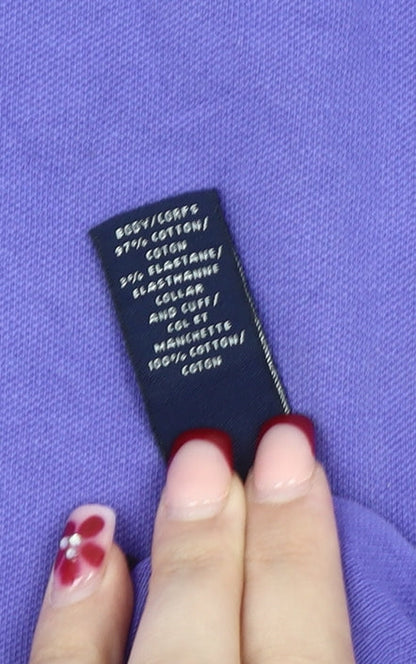 BODY/CORPS
97% COTTON/
COTON
3% ELASTANE/
ELASTHANNE
COLLAR
AND CUFF/
COL ET
MANCHETTE
100% COTTON/
COTON